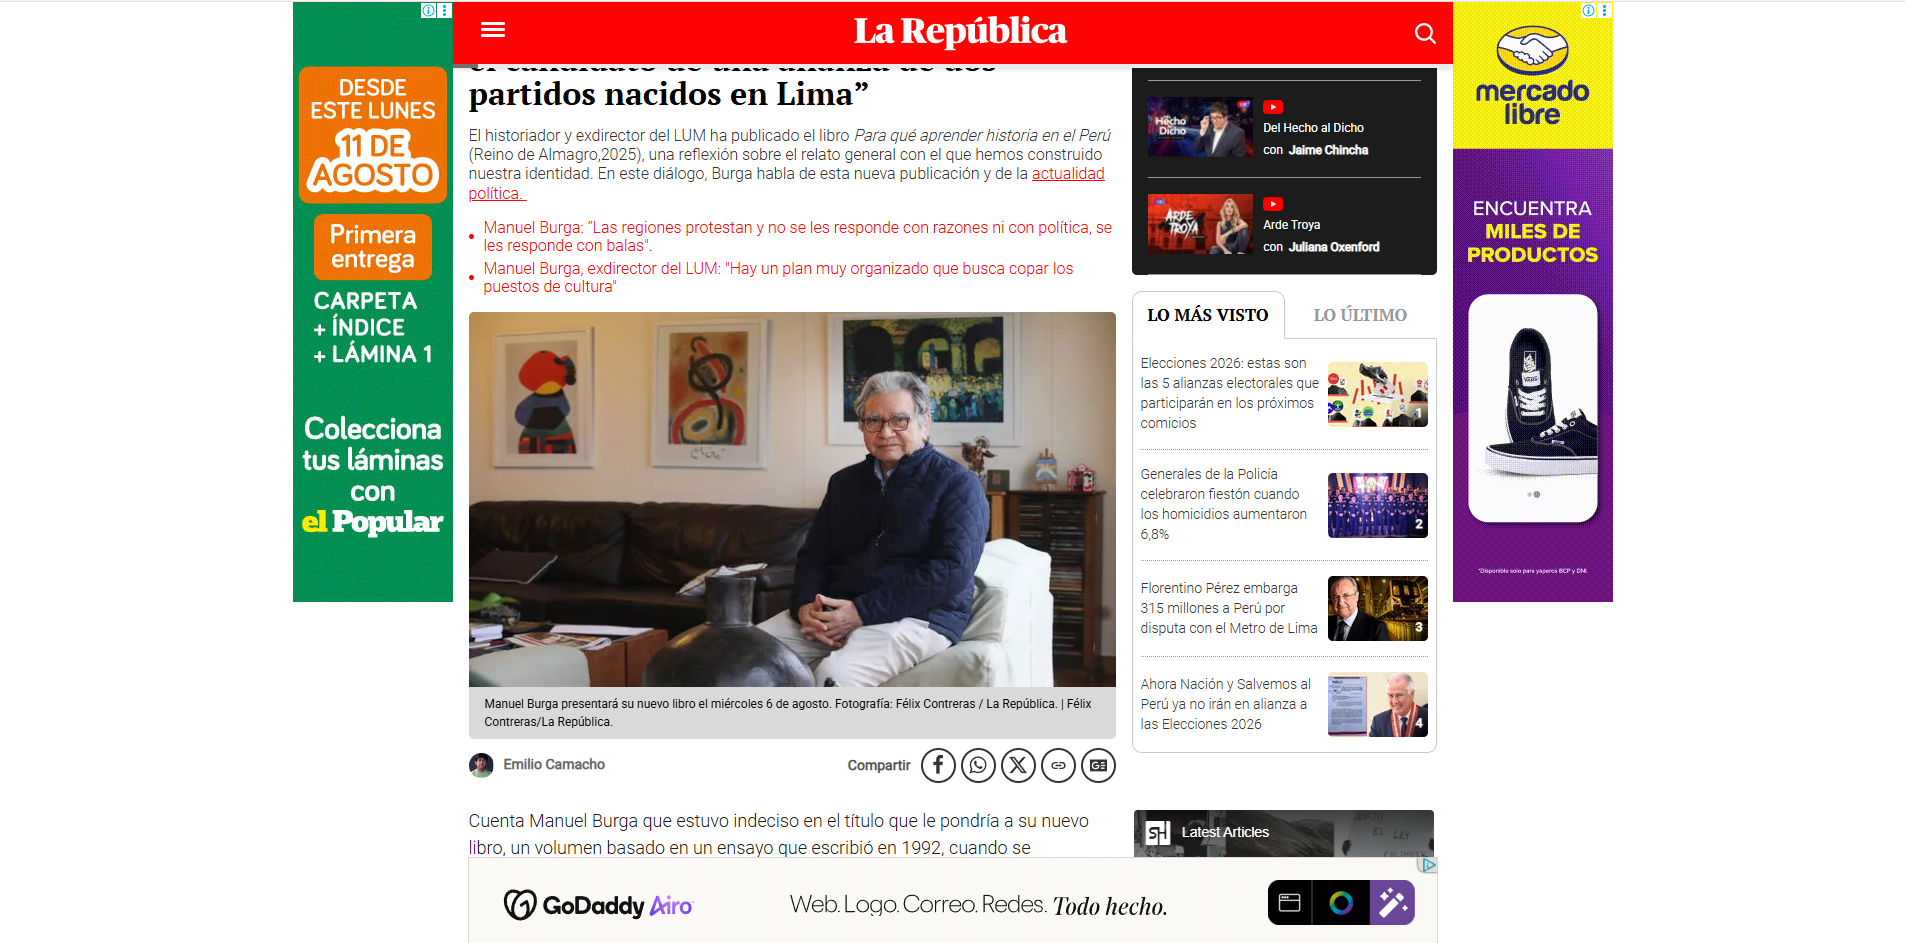 DESDE
ESTE LUNES
11 DE
AGOSTO
Primera
entrega
CARPETA
+ ÍNDICE
+ LÁMINA 1
Colecciona
tus láminas
con
el Popular
La República
partidos nacidos en Lima”
El historiador y exdirector del LUM ha publicado el libro Para qué aprender historia en el Perú
(Reino de Almagro,2025), una reflexión sobre el relato general con el que hemos construido
nuestra identidad. En este diálogo, Burga habla de esta nueva publicación y de la actualidad
política.
Manuel Burga: “Las regiones protestan y no se les responde con razones ni con política, se
les responde con balas".
Manuel Burga, exdirector del LUM: "Hay un plan muy organizado que busca copar los
puestos de cultura"
Manuel Burga presentará su nuevo libro el miércoles 6 de agosto. Fotografía: Félix Contreras / La República. | Félix
Contreras/La República.
Emilio Camacho
Compartir
Cuenta Manuel Burga que estuvo indeciso en el título que le pondría a su nuevo
libro, un volumen basado en un ensayo que escribió en 1992, cuando se
Hecho
Dicho
Del Hecho al Dicho
con Jaime Chincha
ARDE
TROYA
Arde Troya
con Juliana Oxenford
LO MÁS VISTO
LO ÚLTIMO
Elecciones 2026: estas son
las 5 alianzas electorales que
participarán en los próximos
comicios
1
Generales de la Policía
celebraron fiestón cuando
los homicidios aumentaron
6,8%
2
Florentino Pérez embarga
315 millones a Perú por
disputa con el Metro de Lima
3
Ahora Nación y Salvemos al
Perú ya no irán en alianza a
las Elecciones 2026
4
SH Latest Articles
GoDaddy Airo
Web. Logo. Correo. Redes. Todo hecho.
mercado
libre
ENCUENTRA
MILES DE
PRODUCTOS
VANS
*Disponible solo para yaperos BCP y DNI.